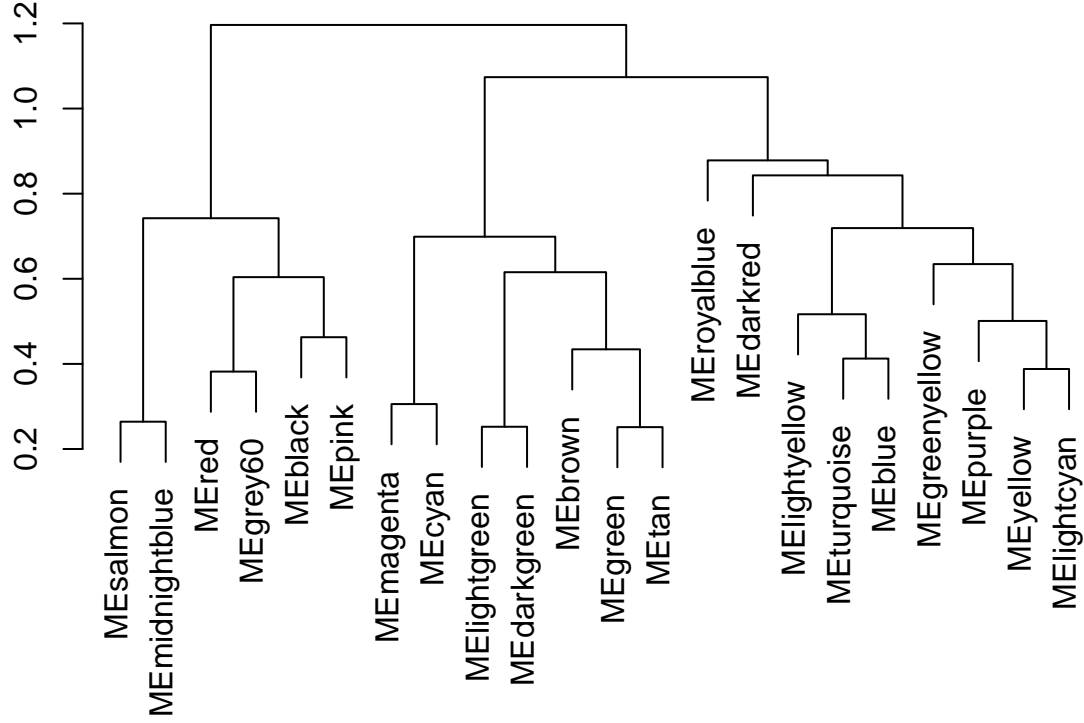 1.2
1.0
0.8
0.6
0.4
0.2
MEsalmon
MEmidnightblue
MEred
MEgrey60
MEblack
MEpink
MEmagenta
MEcyan
MElightgreen
MEdarkgreen
MEbrown
MEgreen
MEtan
MEroyalblue
MEdarkred
MElightyellow
MEturquoise
MEblue
MEgreenyellow
MEpurple
MEyellow
MElightcyan